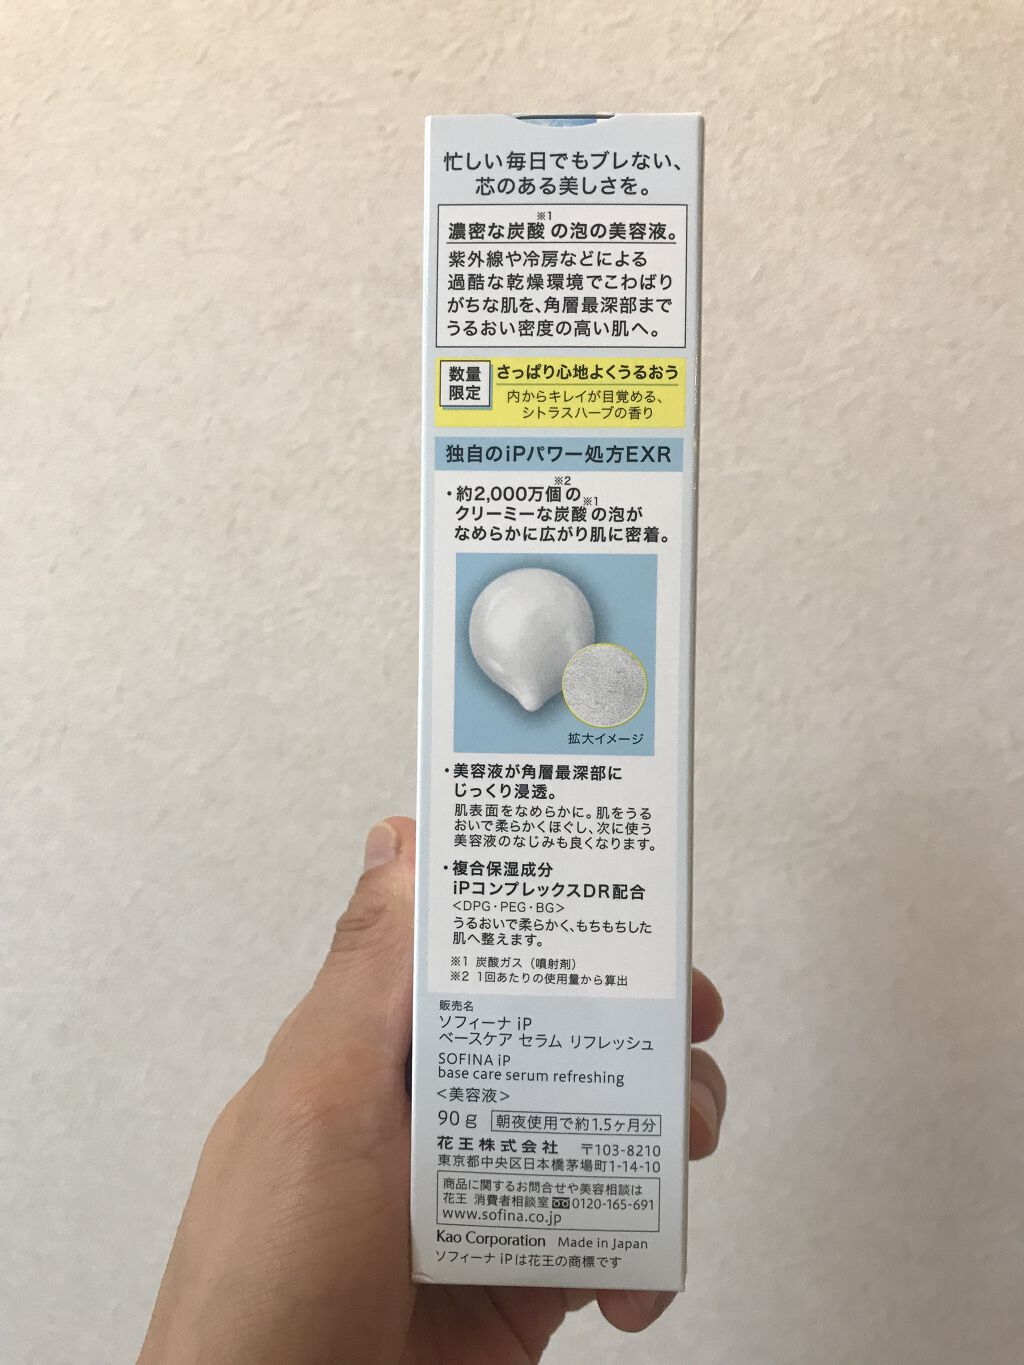 忙しい毎日でもブレない、
芯のある美しさを。
濃密な炭酸※1の泡の美容液。
紫外線や冷房などによる
過酷な乾燥環境でこわばり
がちな肌を、角層最深部まで
うるおい密度の高い肌へ。
数量
限定
さっぱり心地よくうるおう
内からキレイが目覚める、
シトラスハーブの香り
独自のiPパワー処方EXR
・約2,000万個※2の
クリーミーな炭酸※1の泡が
なめらかに広がり肌に密着。
拡大イメージ
・美容液が角層最深部に
じっくり浸透。
肌表面をなめらかに。肌をうる
おいで柔らかくほぐし、次に使う
美容液のなじみも良くなります。
・複合保湿成分
iPコンプレックスDR配合
<DPG・PEG・BG>
うるおいで柔らかく、もちもちした
肌へ整えます。
※1 炭酸ガス（噴射剤）
※2 1回あたりの使用量から算出
販売名
ソフィーナ iP
ベースケア セラム リフレッシュ
SOFINA iP
base care serum refreshing
<美容液>
90g 朝夜使用で約1.5ヶ月分
花王株式会社 〒103-8210
東京都中央区日本橋茅場町1-14-10
商品に関するお問合せや美容相談は
花王 消費者相談室 0120-165-691
www.sofina.co.jp
Kao Corporation Made in Japan
ソフィーナ iPは花王の商標です